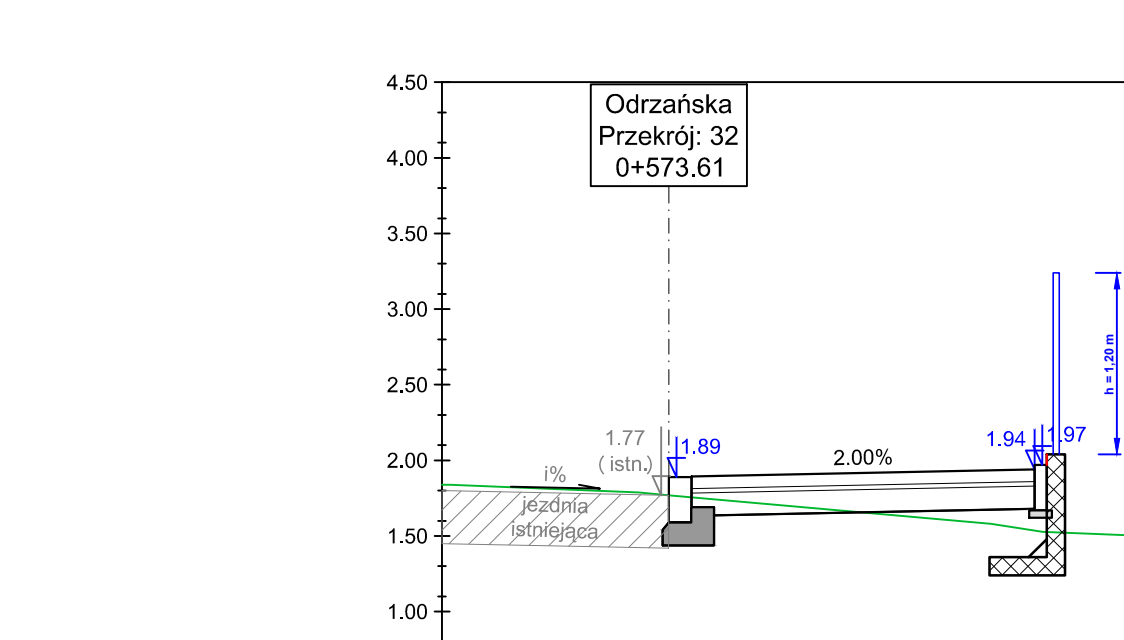 4.50
Odrzańska
Przekrój: 32
0+573.61
4.00
3.50
3.00
2.50
h = 1,20 m
2.00
1.77
( istn.)
1.89
2.00%
1.94
1.97
i%
jezdnia
istniejąca
1.50
1.00